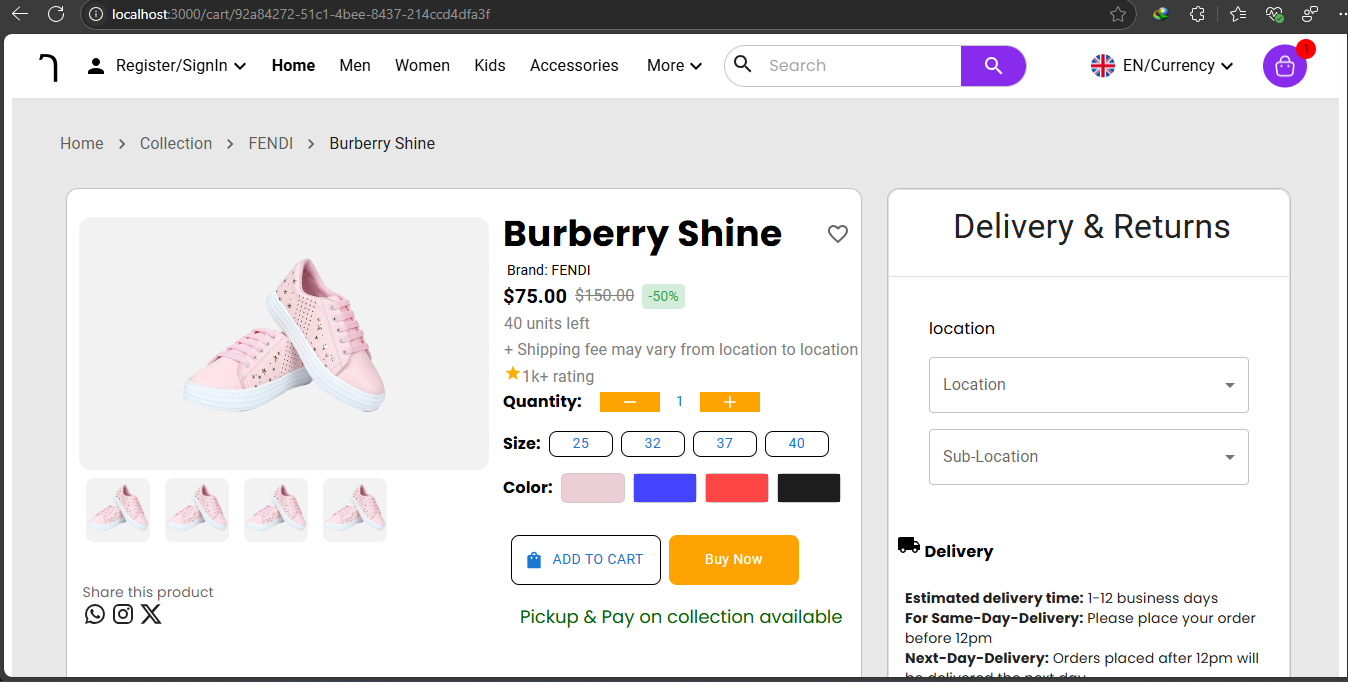 localhost:3000/cart/92a84272-51c1-4bee-8437-214ccd4dfa3f
Register/SignIn Home Men Women Kids Accessories More Search EN/Currency 1
Home > Collection > FENDI > Burberry Shine
Burberry Shine
Brand: FENDI
$75.00 $150.00 -50%
40 units left
+ Shipping fee may vary from location to location
1k+ rating
Quantity: − 1 +
Size: 25 32 37 40
Color:
ADD TO CART Buy Now
Pickup & Pay on collection available
Share this product
Delivery & Returns
location
Location
Sub-Location
Delivery
Estimated delivery time: 1-12 business days
For Same-Day-Delivery: Please place your order
before 12pm
Next-Day-Delivery: Orders placed after 12pm will
be delivered the next day